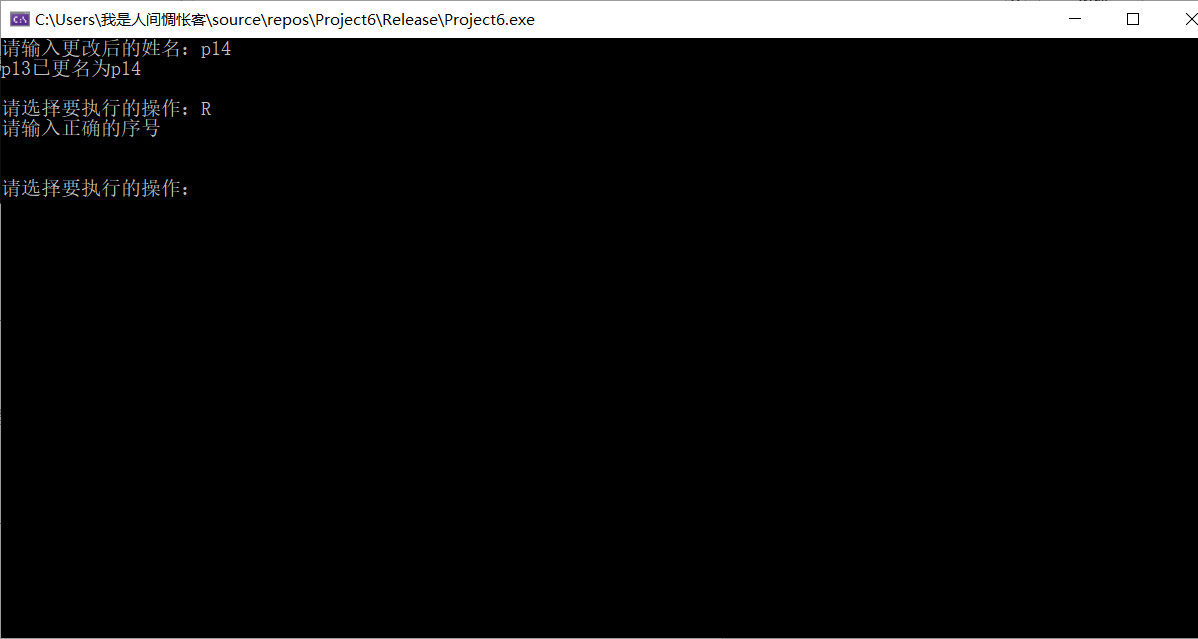 C:\Users\我是人间惆怅客\source\repos\Project6\Release\Project6.exe
请输入更改后的姓名：p14
p13已更名为p14
请选择要执行的操作：R
请输入正确的序号
请选择要执行的操作：